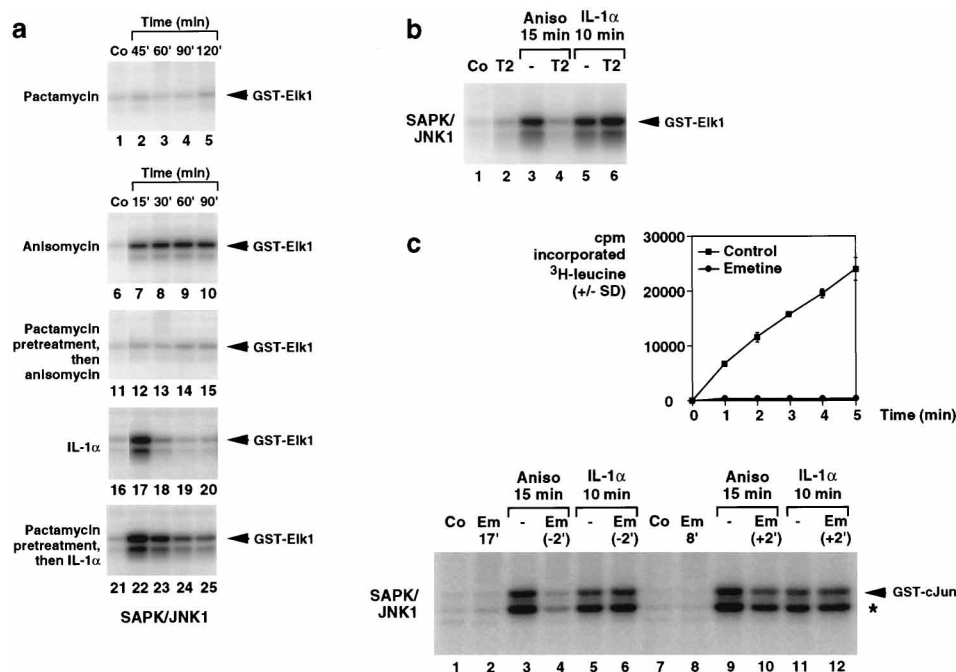 a
Time (min)
Co 45' 60' 90' 120'
Pactamycin
GST-Elk1
1 2 3 4 5
Time (min)
Co 15' 30' 60' 90'
Anisomycin
GST-Elk1
6 7 8 9 10
Pactamycin
pretreatment,
then
anisomycin
GST-Elk1
11 12 13 14 15
IL-1α
GST-Elk1
16 17 18 19 20
Pactamycin
pretreatment,
then IL-1α
GST-Elk1
21 22 23 24 25
SAPK/JNK1
b
Aniso IL-1α
15 min 10 min
Co T2 - T2 - T2
SAPK/
JNK1
GST-Elk1
1 2 3 4 5 6
c
cpm
incorporated
³H-leucine
(+/- SD)
30000
20000
10000
0
Control
Emetine
0 1 2 3 4 5 Time (min)
Aniso IL-1α Aniso IL-1α
15 min 10 min 15 min 10 min
Co Em - Em - Em Co Em - Em - Em
17' (-2') (-2') 8' (+2') (+2')
SAPK/
JNK1
GST-cJun
*
1 2 3 4 5 6 7 8 9 10 11 12